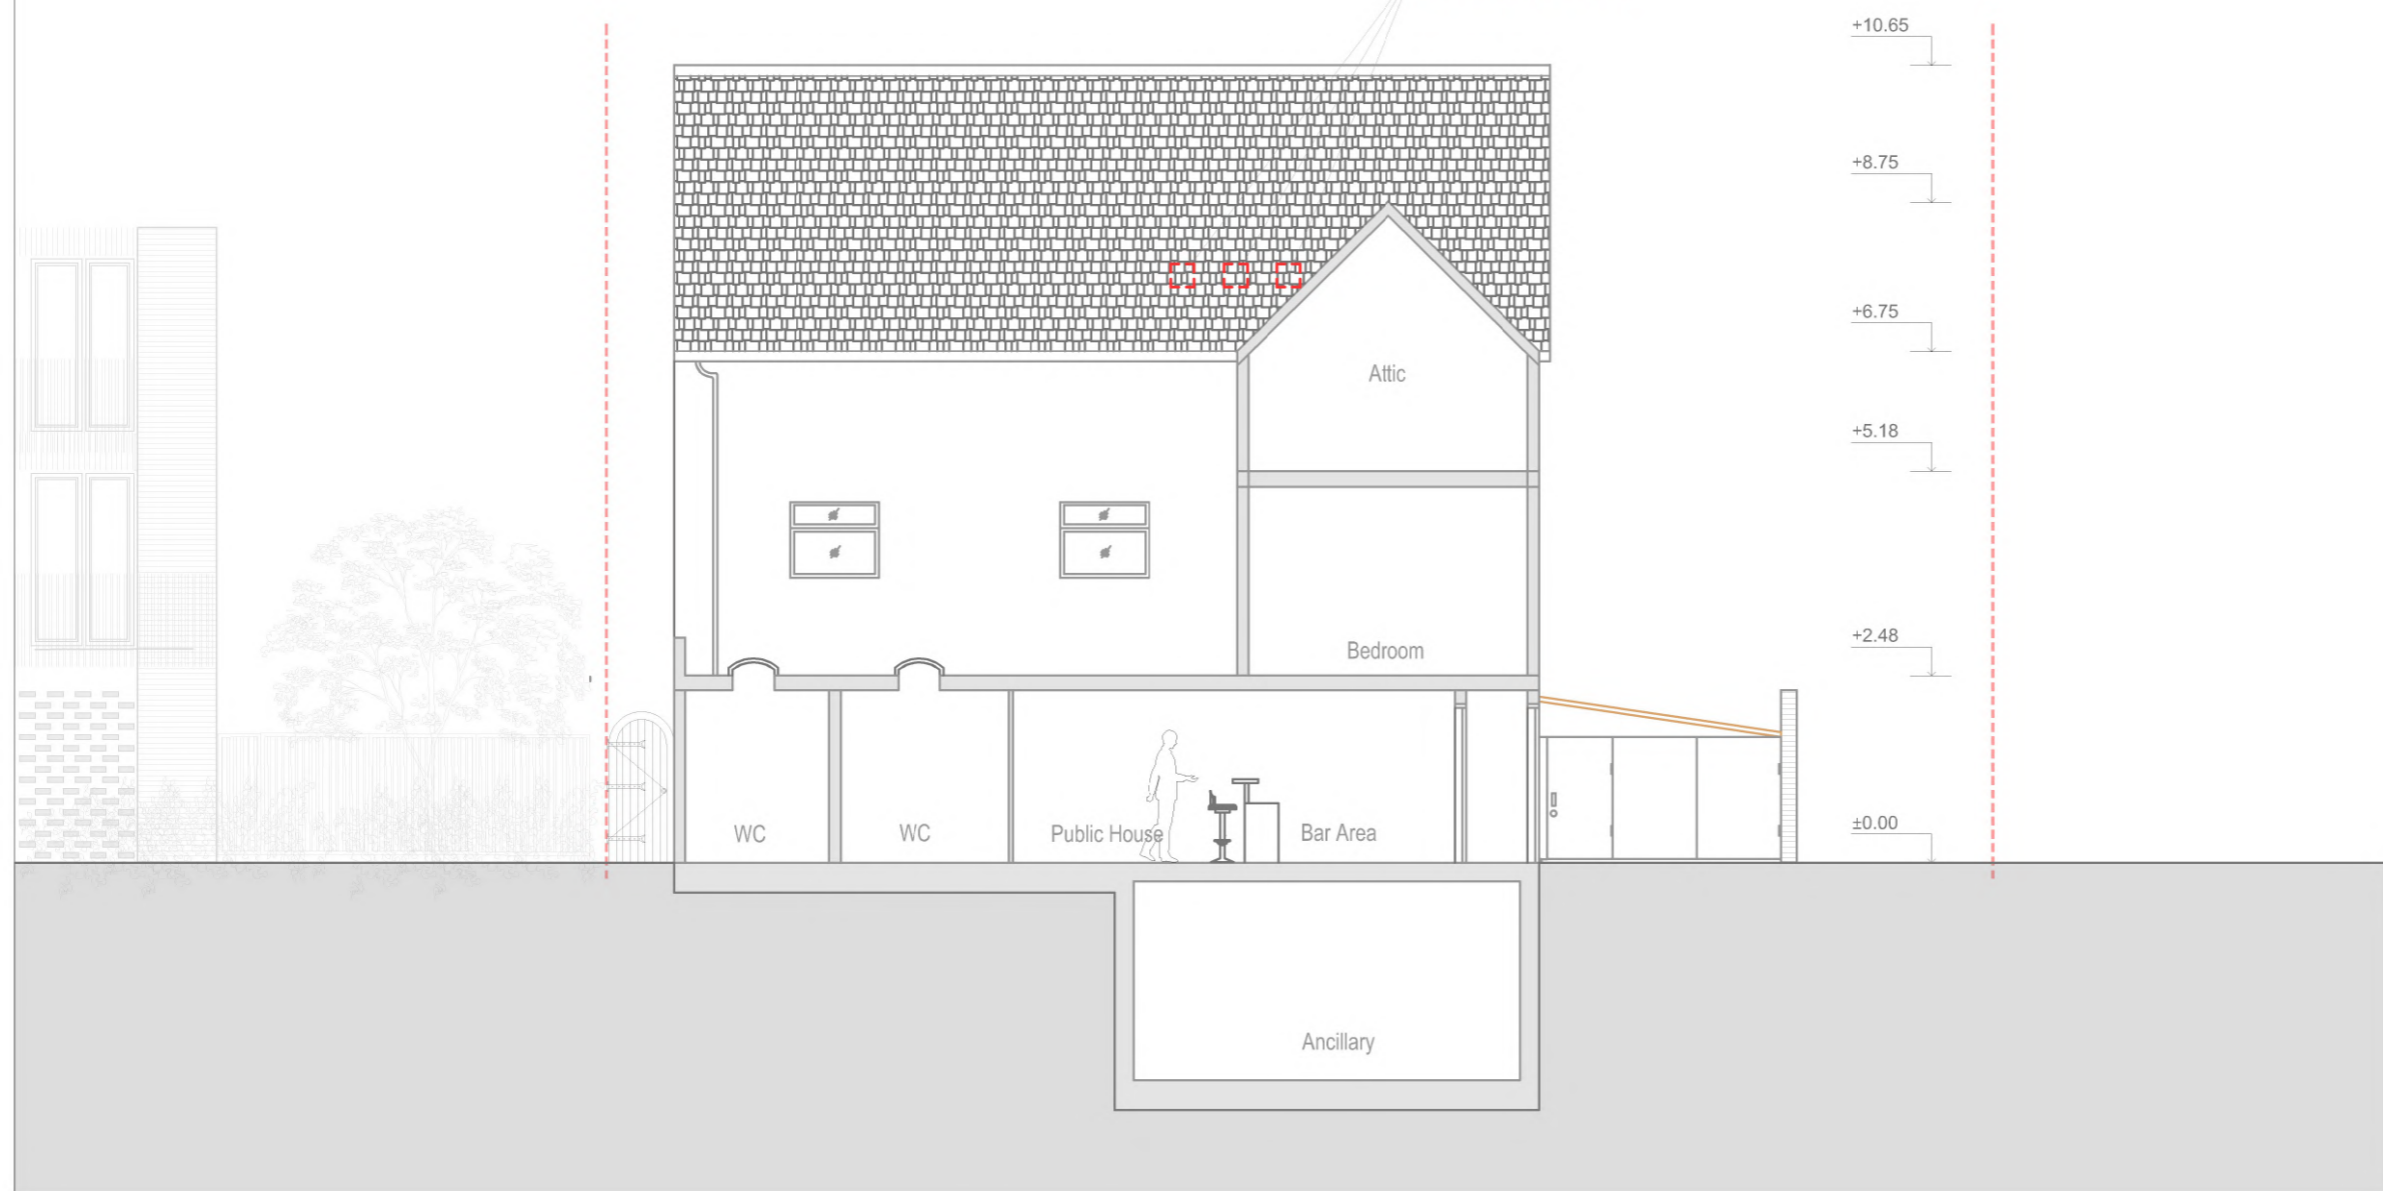 +10.65
+8.75
+6.75
Attic
+5.18
+2.48
Bedroom
±0.00
WC
WC
Public House
Bar Area
Ancillary